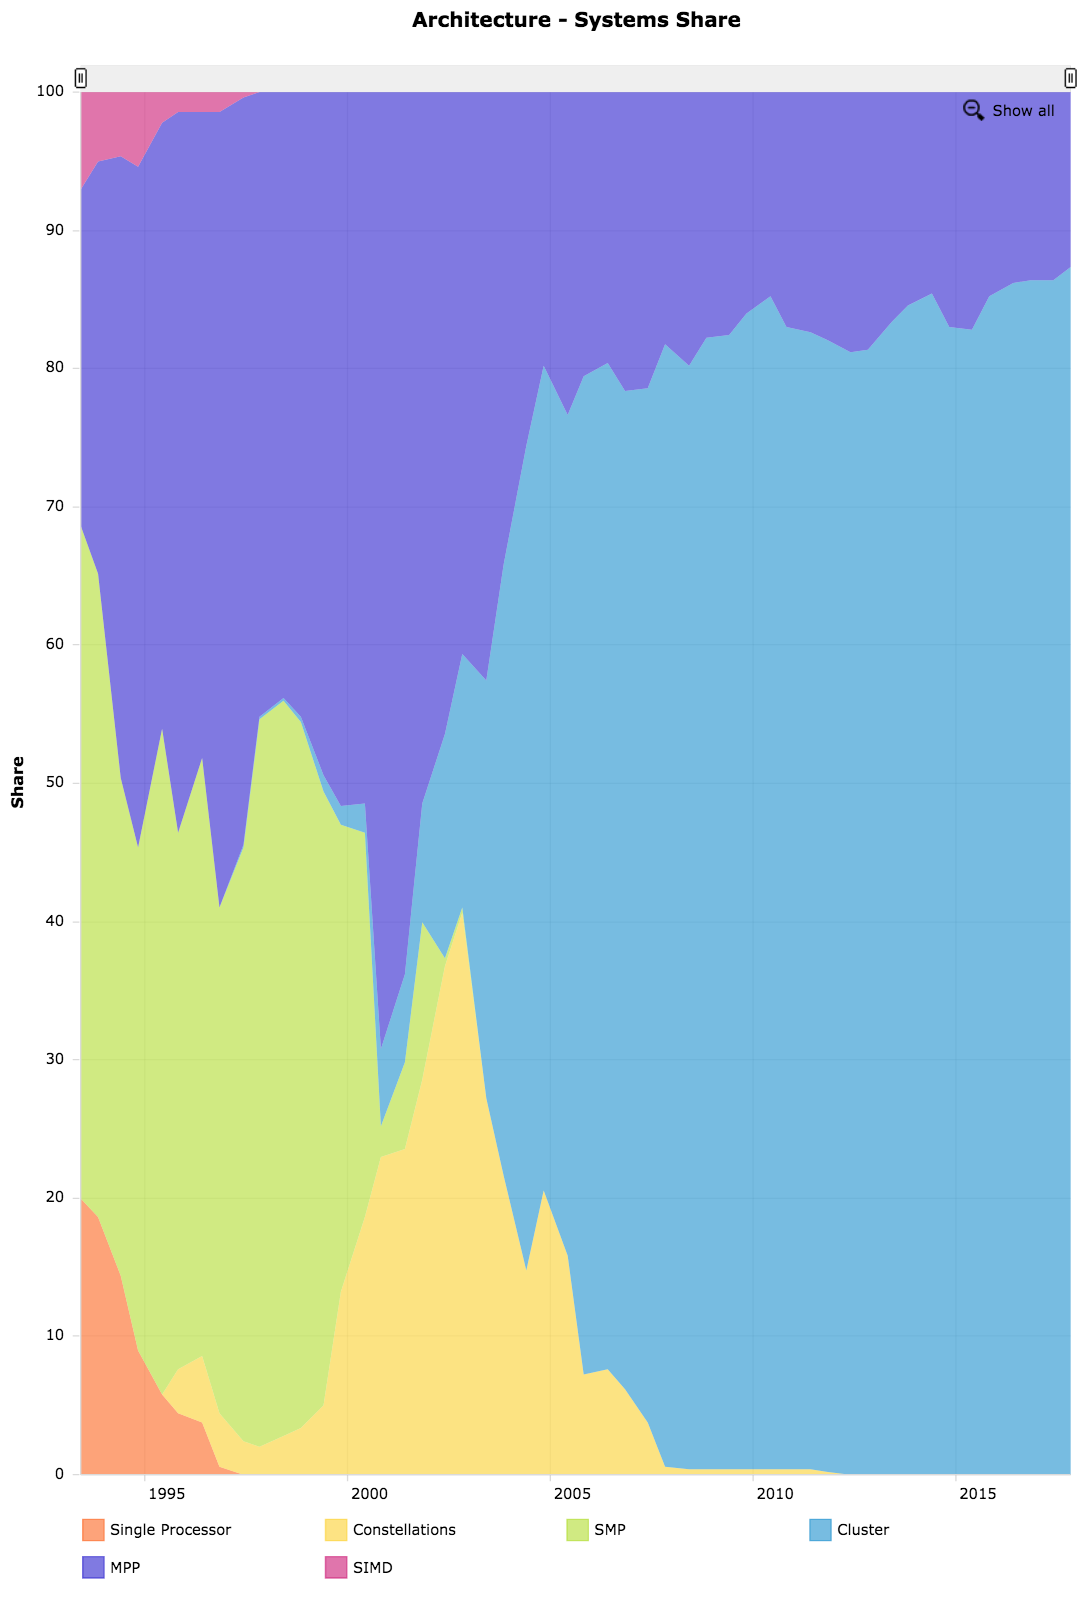 Architecture - Systems Share
Show all
100
90
80
70
60
50
40
30
20
10
0
Share
1995 2000 2005 2010 2015
Single Processor Constellations SMP Cluster
MPP SIMD